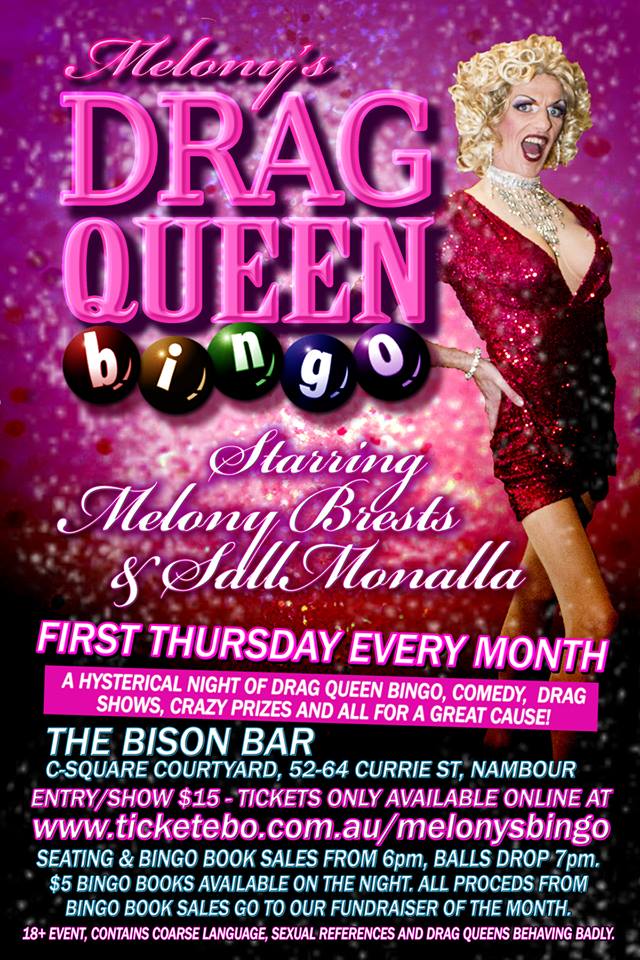 Melony's
DRAG
QUEEN
bingo
Starring
Melony Brests
& Sall Monalla
FIRST THURSDAY EVERY MONTH
A HYSTERICAL NIGHT OF DRAG QUEEN BINGO, COMEDY, DRAG
SHOWS, CRAZY PRIZES AND ALL FOR A GREAT CAUSE!
THE BISON BAR
C-SQUARE COURTYARD, 52-64 CURRIE ST, NAMBOUR
ENTRY/SHOW $15 - TICKETS ONLY AVAILABLE ONLINE AT
www.ticketebo.com.au/melonysbingo
SEATING & BINGO BOOK SALES FROM 6pm, BALLS DROP 7pm.
$5 BINGO BOOKS AVAILABLE ON THE NIGHT. ALL PROCEDS FROM
BINGO BOOK SALES GO TO OUR FUNDRAISER OF THE MONTH.
18+ EVENT, CONTAINS COARSE LANGUAGE, SEXUAL REFERENCES AND DRAG QUEENS BEHAVING BADLY.